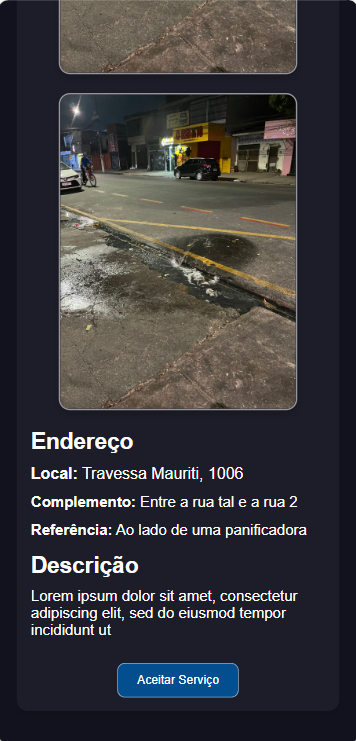 Endereço
Local: Travessa Mauriti, 1006
Complemento: Entre a rua tal e a rua 2
Referência: Ao lado de uma panificadora
Descrição
Lorem ipsum dolor sit amet, consectetur
adipiscing elit, sed do eiusmod tempor
incididunt ut
Aceitar Serviço